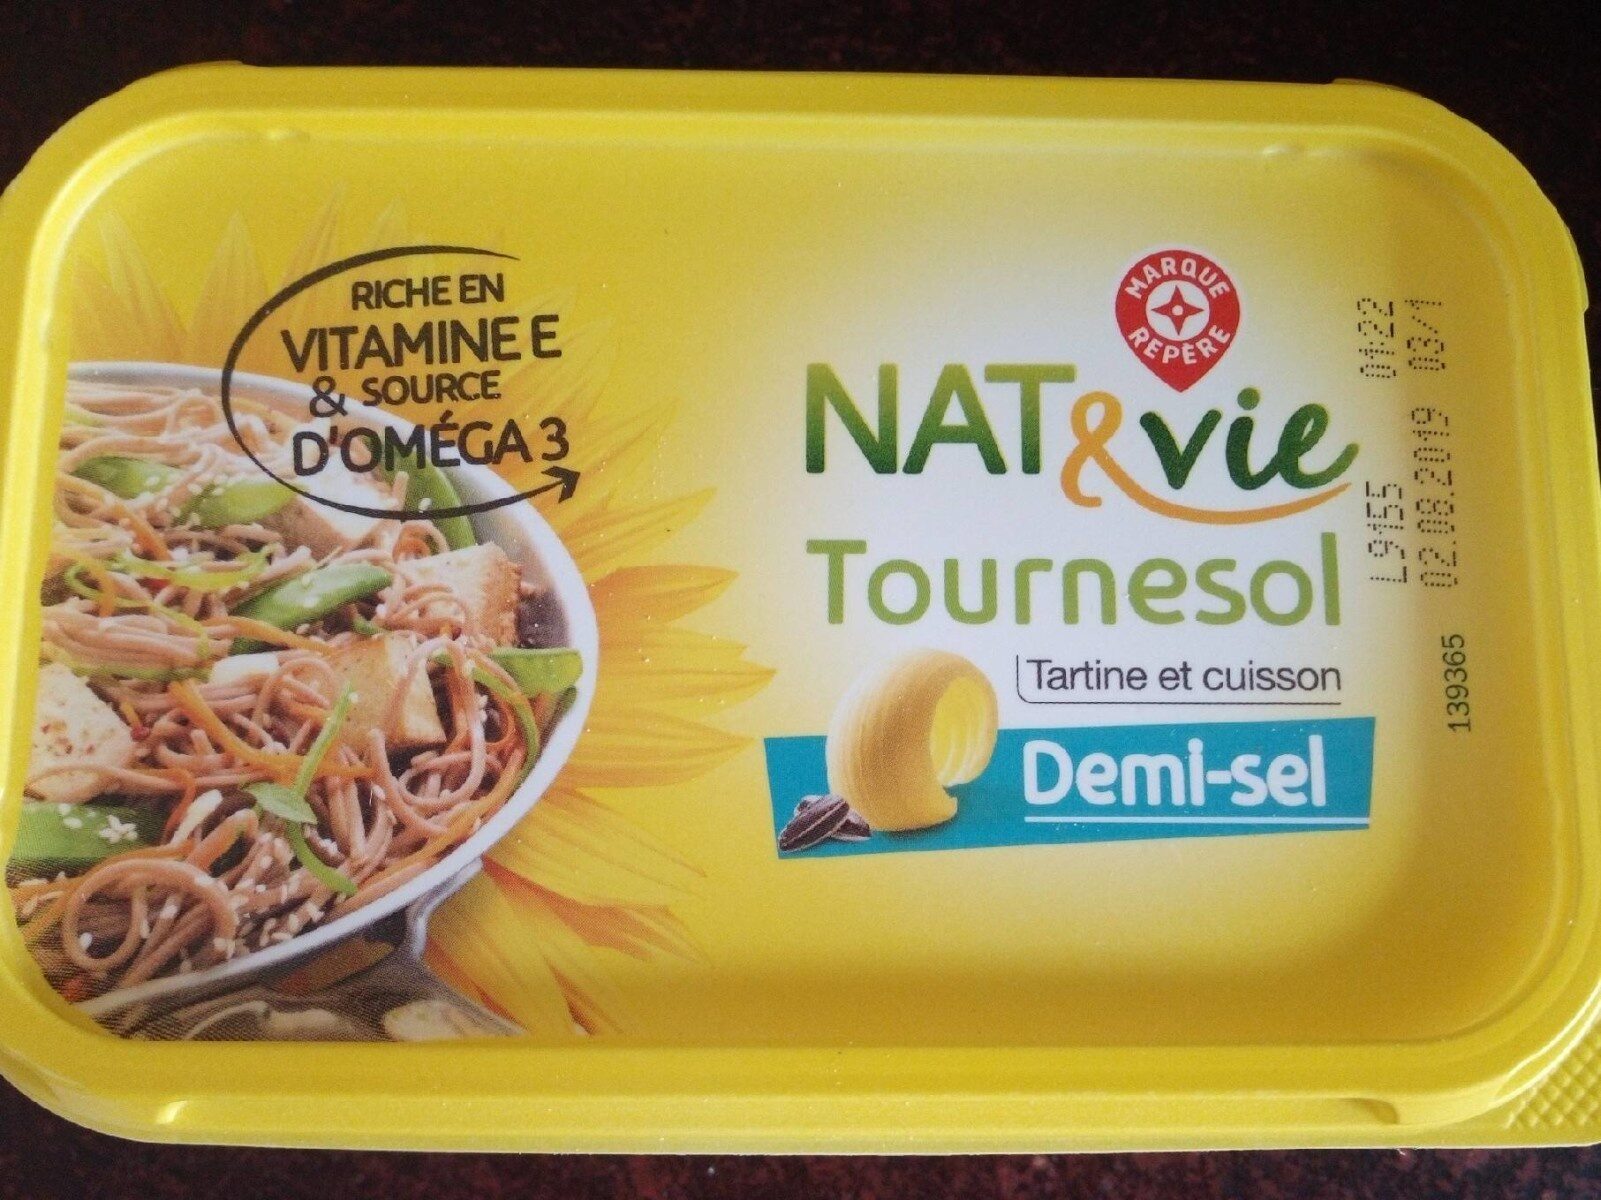 RICHE EN
VITAMINE E
& SOURCE
D'OMÉGA 3
MARQUE
REPÈRE
NAT&vie
Tournesol
Tartine et cuisson
Demi-sel
L9155 01:22
02.08.2019 03/1
139365